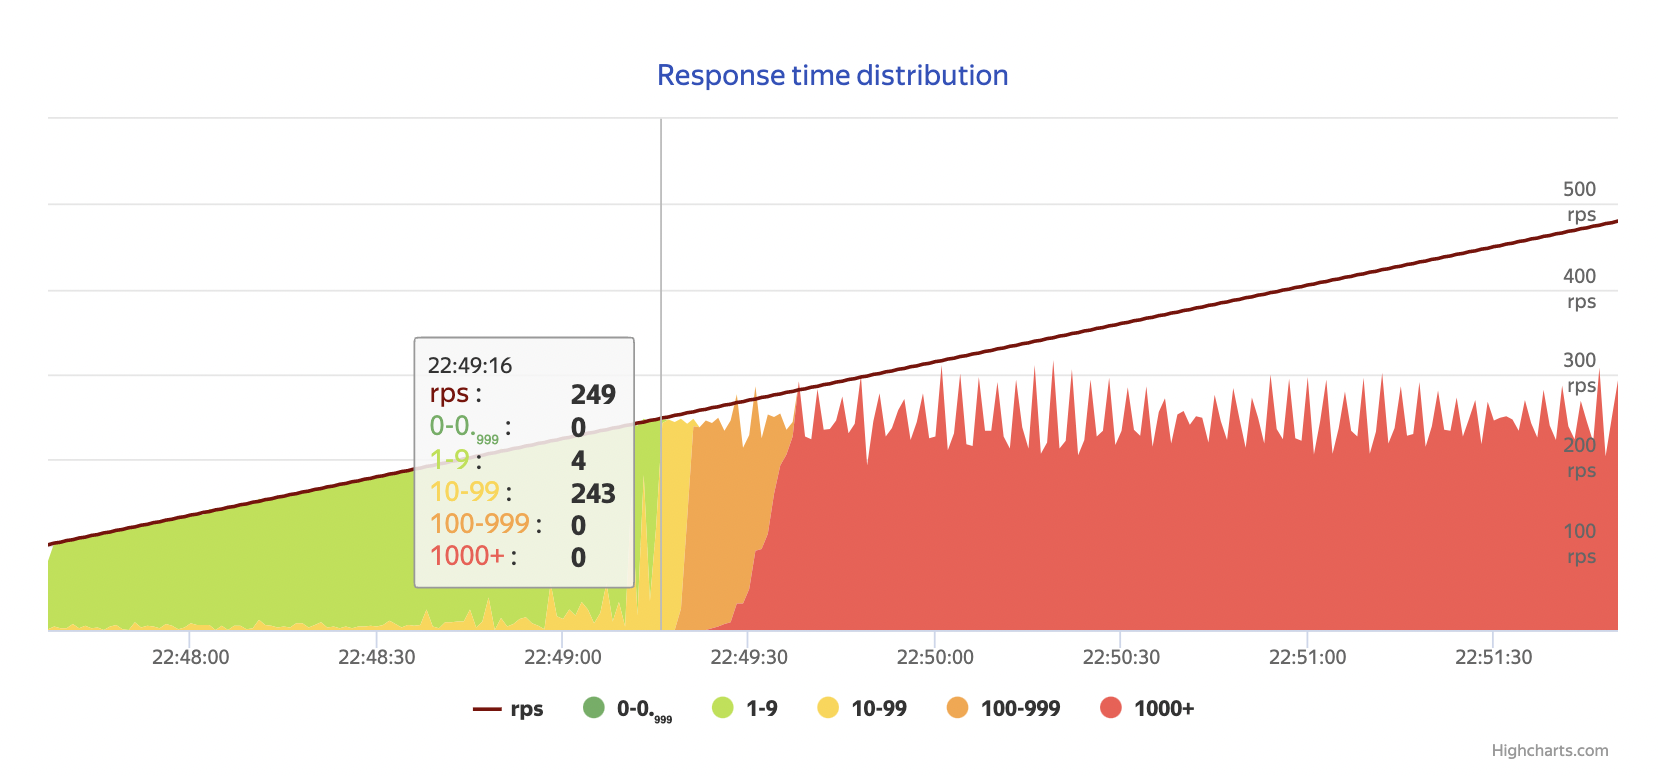 Response time distribution
500
rps
400
rps
300
rps
200
rps
100
rps
22:49:16
rps : 249
0-0.999 : 0
1-9 : 4
10-99 : 243
100-999 : 0
1000+ : 0
22:48:00 22:48:30 22:49:00 22:49:30 22:50:00 22:50:30 22:51:00 22:51:30
rps 0-0.999 1-9 10-99 100-999 1000+
Highcharts.com